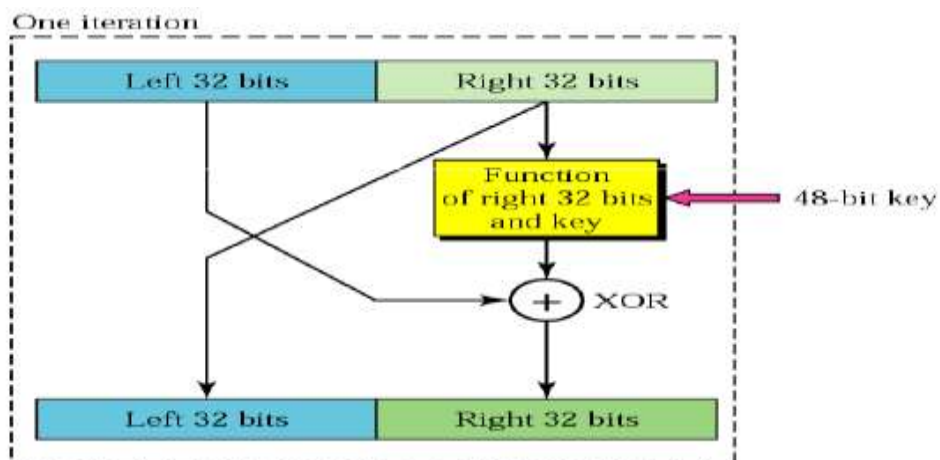 One iteration
Left 32 bits
Right 32 bits
Function
of right 32 bits
and key
48-bit key
+
XOR
Left 32 bits
Right 32 bits